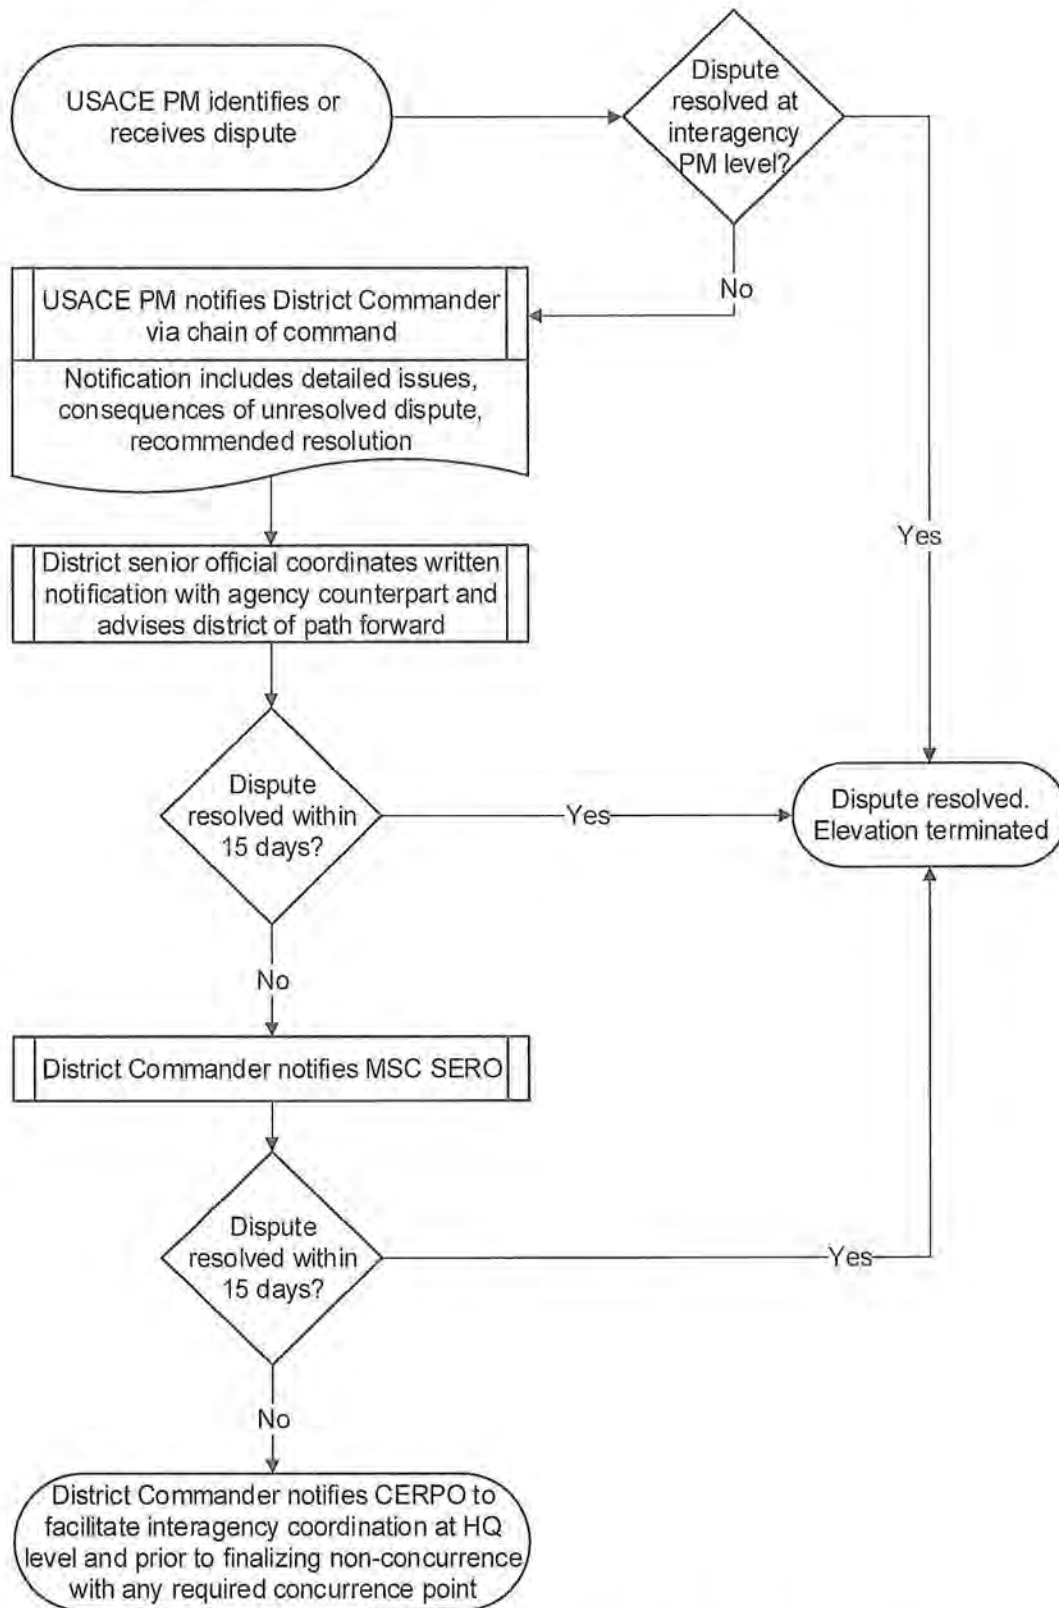 USACE PM identifies or
receives dispute
Dispute
resolved at
interagency
PM level?
No
Yes
USACE PM notifies District Commander
via chain of command
Notification includes detailed issues,
consequences of unresolved dispute,
recommended resolution
District senior official coordinates written
notification with agency counterpart and
advises district of path forward
Dispute
resolved within
15 days?
Yes
Dispute resolved.
Elevation terminated
No
District Commander notifies MSC SERO
Dispute
resolved within
15 days?
Yes
No
District Commander notifies CERPO to
facilitate interagency coordination at HQ
level and prior to finalizing non-concurrence
with any required concurrence point